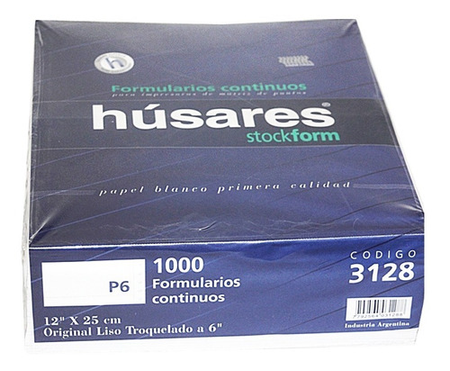 h
Formularios continuos
para impresoras de matriz de puntos
húsares®
stockform
papel blanco primera calidad
P6
1000
Formularios
continuos
CODIGO
3128
12" X 25 cm
Original Liso Troquelado a 6"
Industria Argentina